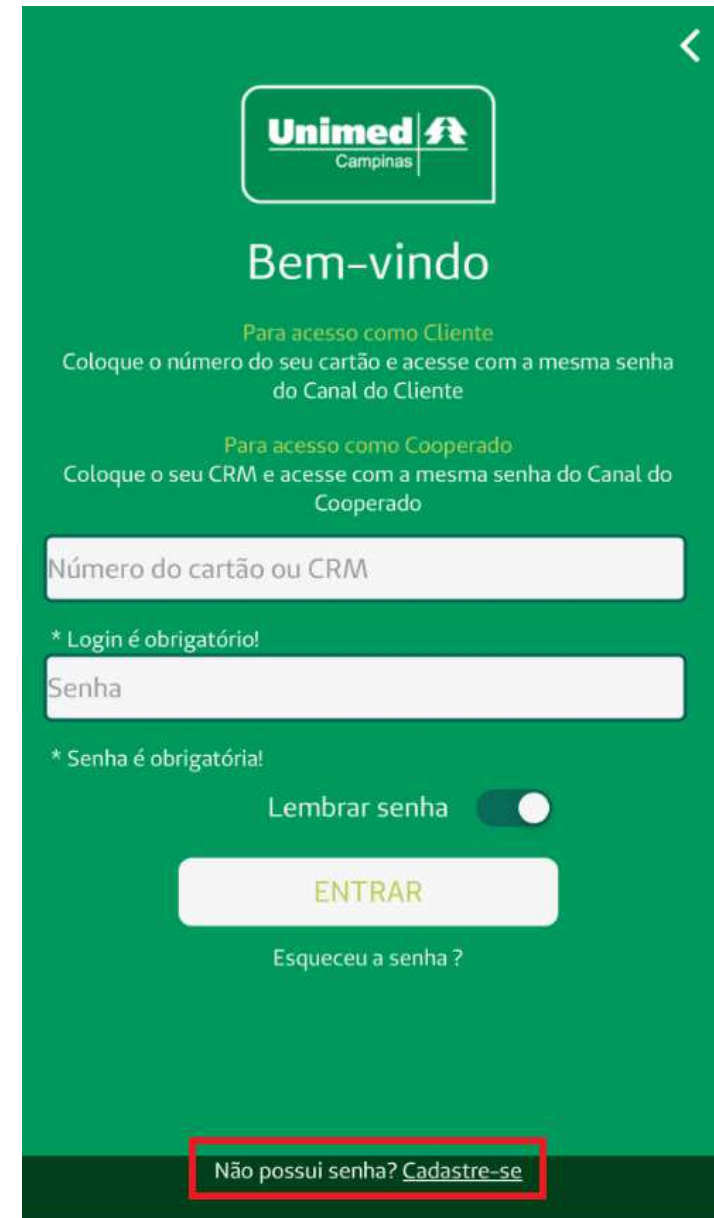 Unimed
Campinas
Bem-vindo
Para acesso como Cliente
Coloque o número do seu cartão e acesse com a mesma senha
do Canal do Cliente
Para acesso como Cooperado
Coloque o seu CRM e acesse com a mesma senha do Canal do
Cooperado
Número do cartão ou CRM
* Login é obrigatório!
Senha
* Senha é obrigatória!
Lembrar senha
ENTRAR
Esqueceu a senha ?
Não possui senha? Cadastre-se